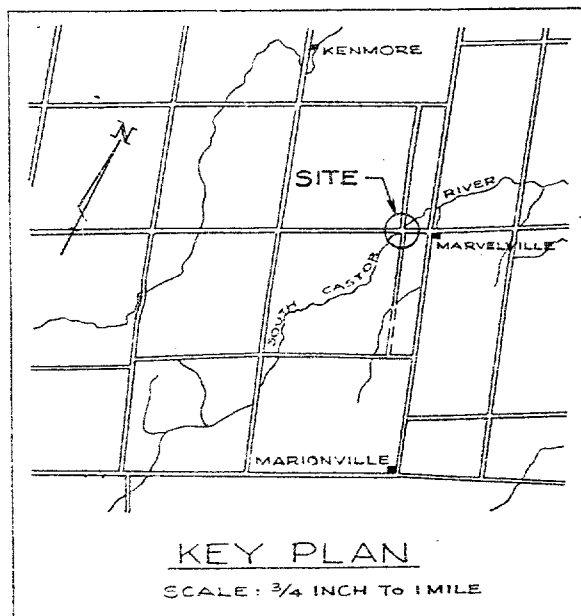 KENMORE
N
SITE
RIVER
MARVELVILLE
SOUTH CASTOR
MARIONVILLE
KEY PLAN
SCALE: 3/4 INCH TO 1 MILE